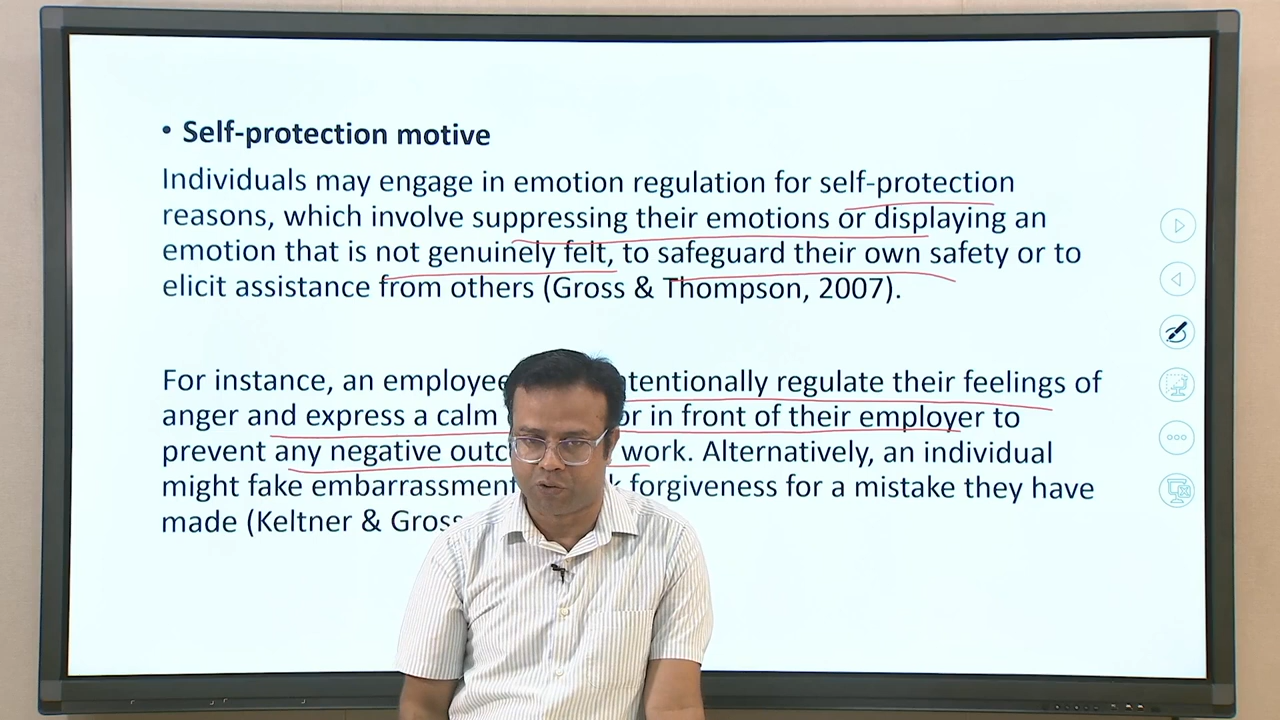 • Self-protection motive
Individuals may engage in emotion regulation for self-protection
reasons, which involve suppressing their emotions or displaying an
emotion that is not genuinely felt, to safeguard their own safety or to
elicit assistance from others (Gross & Thompson, 2007).
For instance, an employee tentionally regulate their feelings of
anger and express a calm or in front of their employer to
prevent any negative outc work. Alternatively, an individual
might fake embarrassment k forgiveness for a mistake they have
made (Keltner & Gross